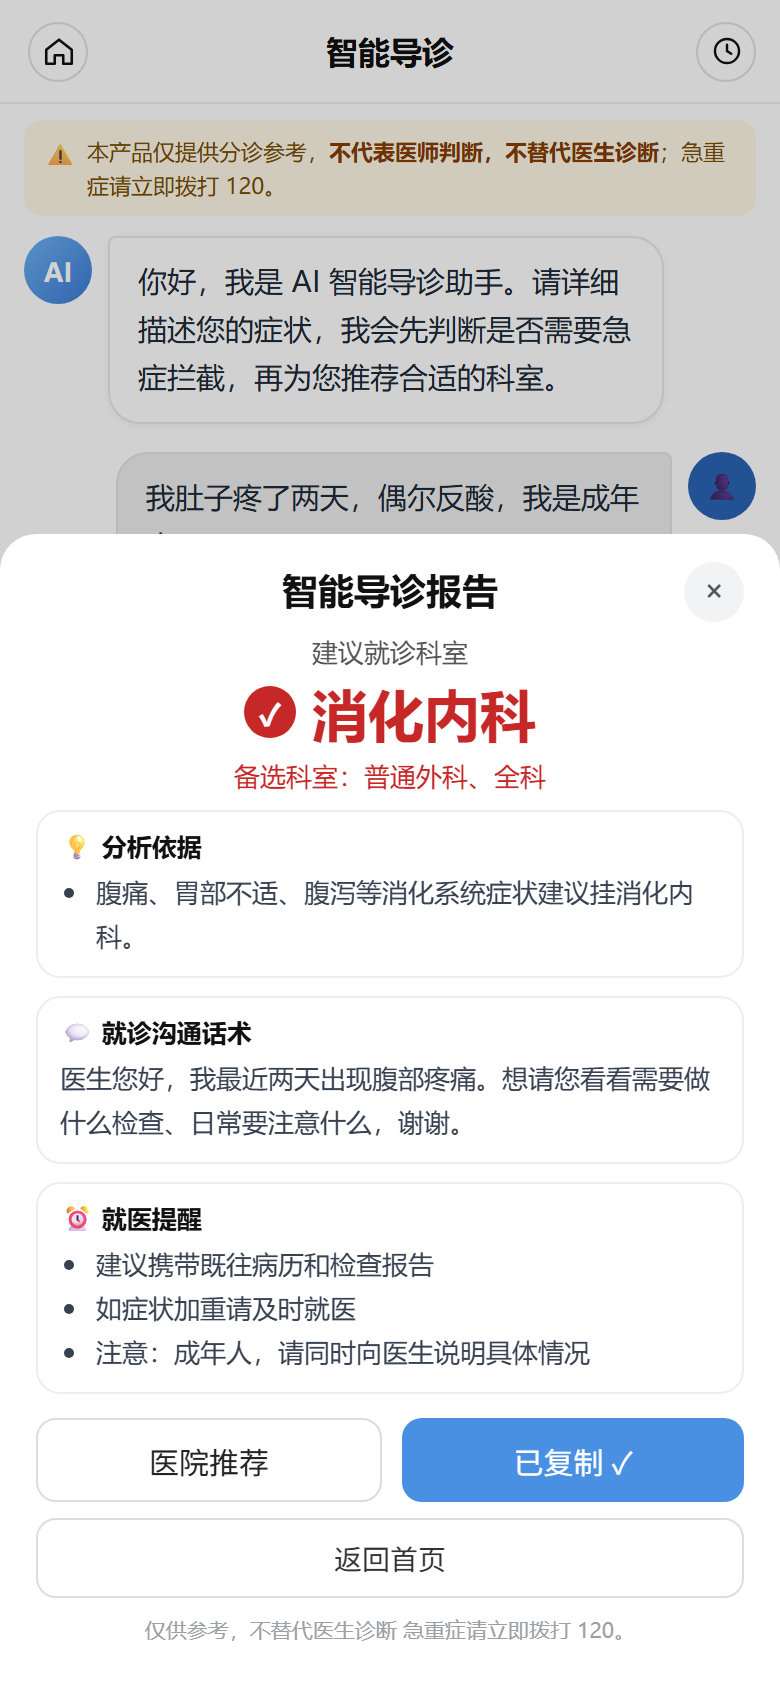 智能导诊
本产品仅提供分诊参考，不代表医师判断，不替代医生诊断；急重
症请立即拨打 120。
AI
你好，我是 AI 智能导诊助手。请详细
描述您的症状，我会先判断是否需要急
症拦截，再为您推荐合适的科室。
我肚子疼了两天，偶尔反酸，我是成年
智能导诊报告
×
建议就诊科室
消化内科
备选科室：普通外科、全科
分析依据
• 腹痛、胃部不适、腹泻等消化系统症状建议挂消化内
科。
就诊沟通话术
医生您好，我最近两天出现腹部疼痛。想请您看看需要做
什么检查、日常要注意什么，谢谢。
就医提醒
• 建议携带既往病历和检查报告
• 如症状加重请及时就医
• 注意：成年人，请同时向医生说明具体情况
医院推荐
已复制 ✓
返回首页
仅供参考，不替代医生诊断 急重症请立即拨打 120。